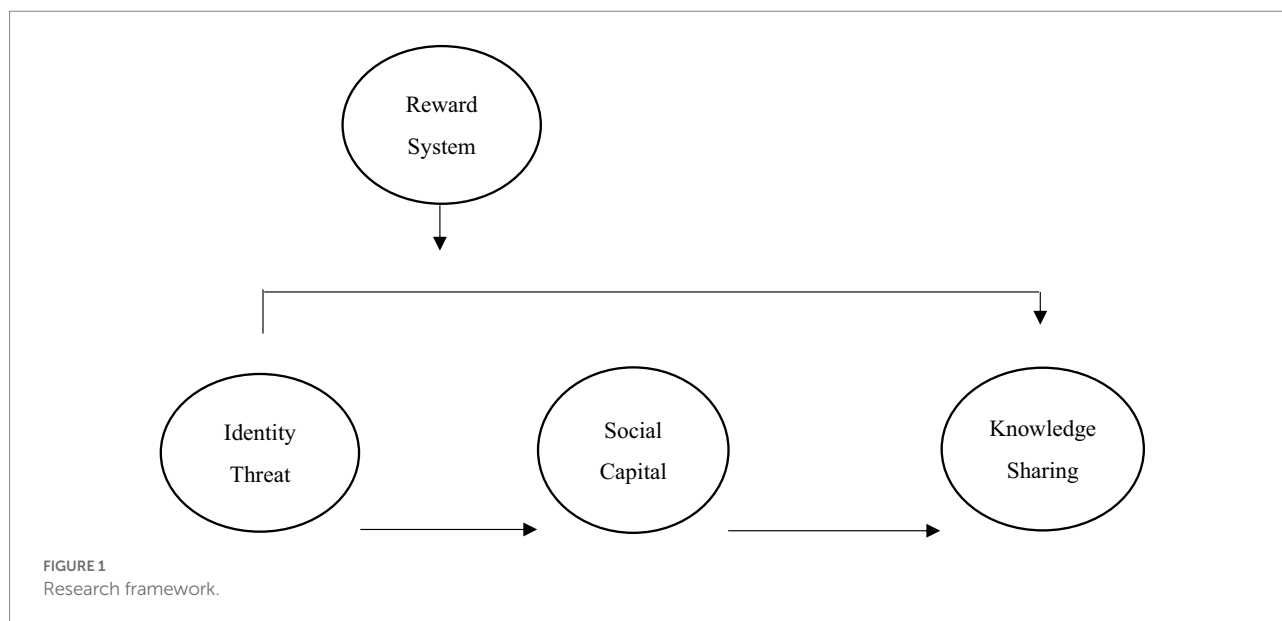 Reward
System
Identity
Threat
Social
Capital
Knowledge
Sharing
FIGURE 1
Research framework.